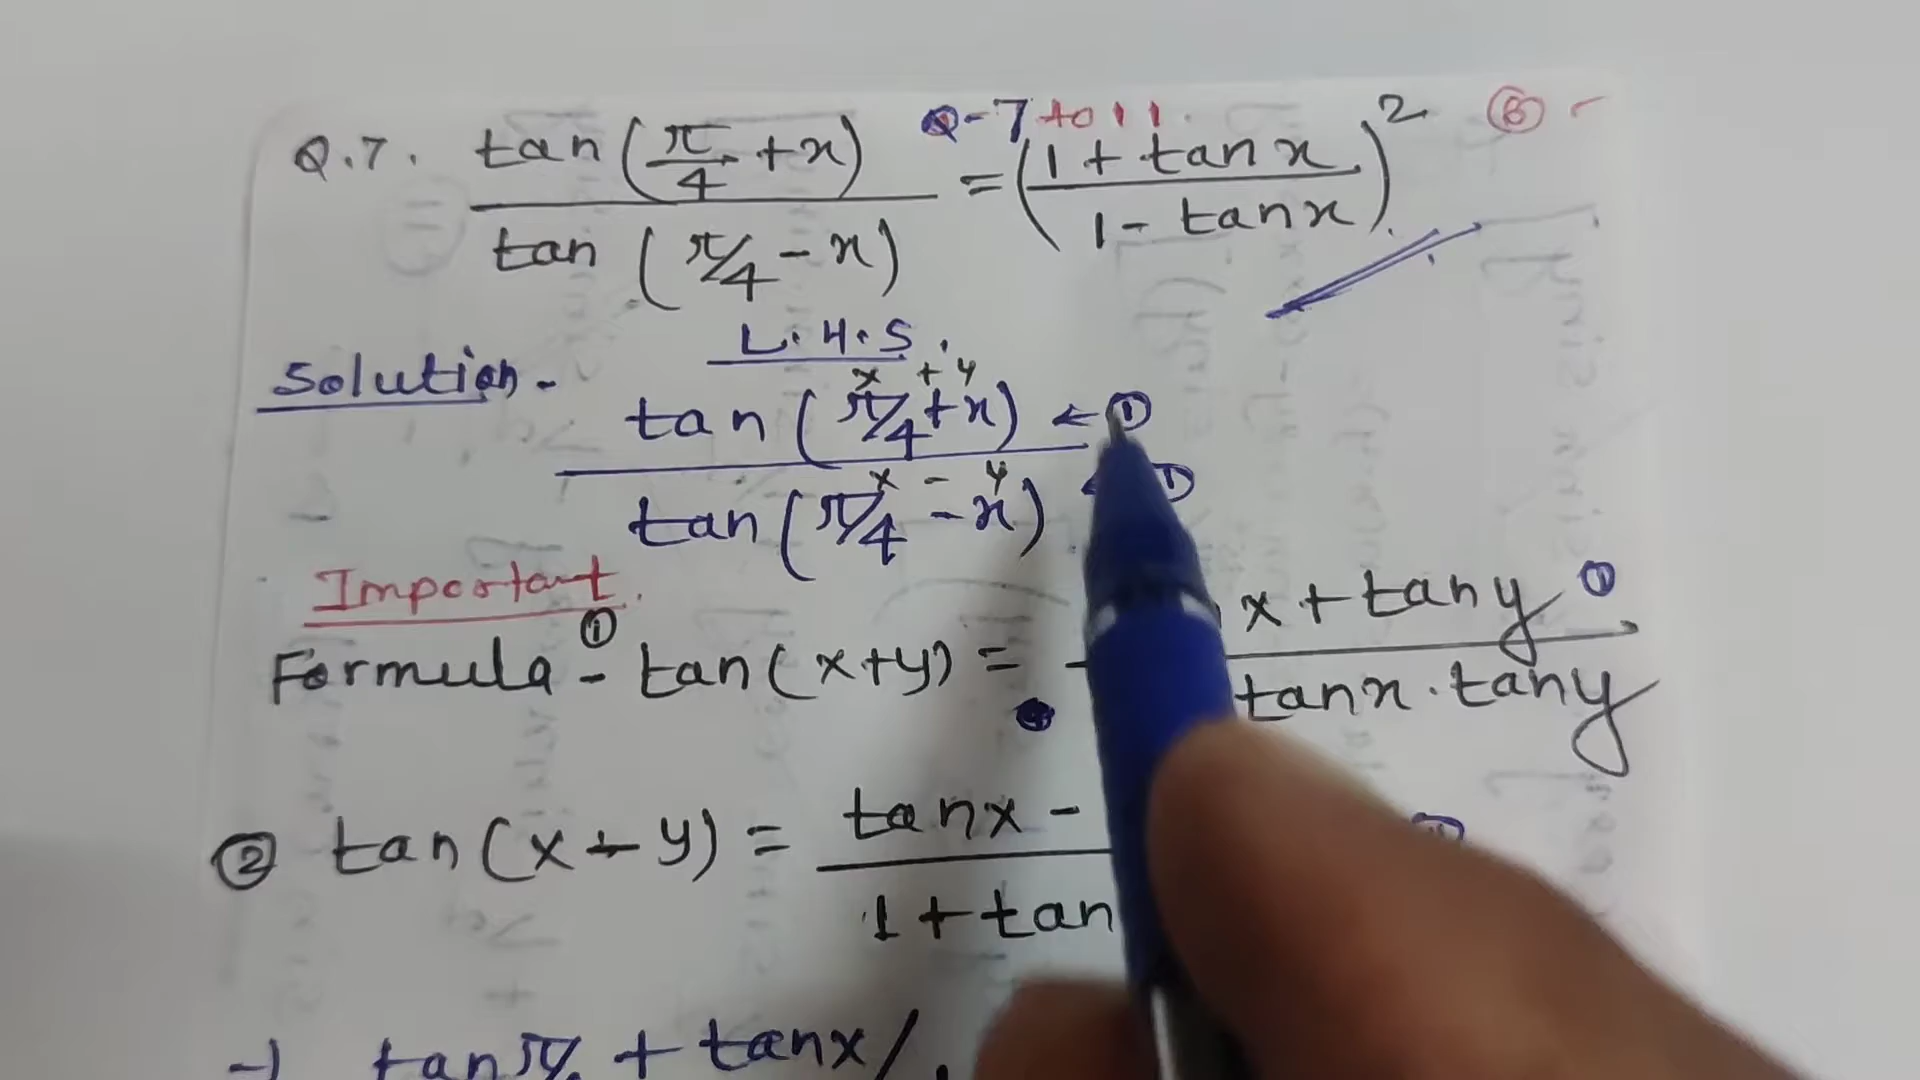 Q-7 to 11. (6) -
Q.7. tan(π/4 + x) / tan(π/4 - x) = ((1 + tan x) / (1 - tan x))²
L.H.S.
Solution-
x + y
tan(π/4 + x) ← ①
x - y
tan(π/4 - x)
Important.
Formula ① - tan(x+y) = x + tan y ①
tan x . tan y
② tan(x - y) = tan x -
1 + tan
→ tan π/ + tan x /